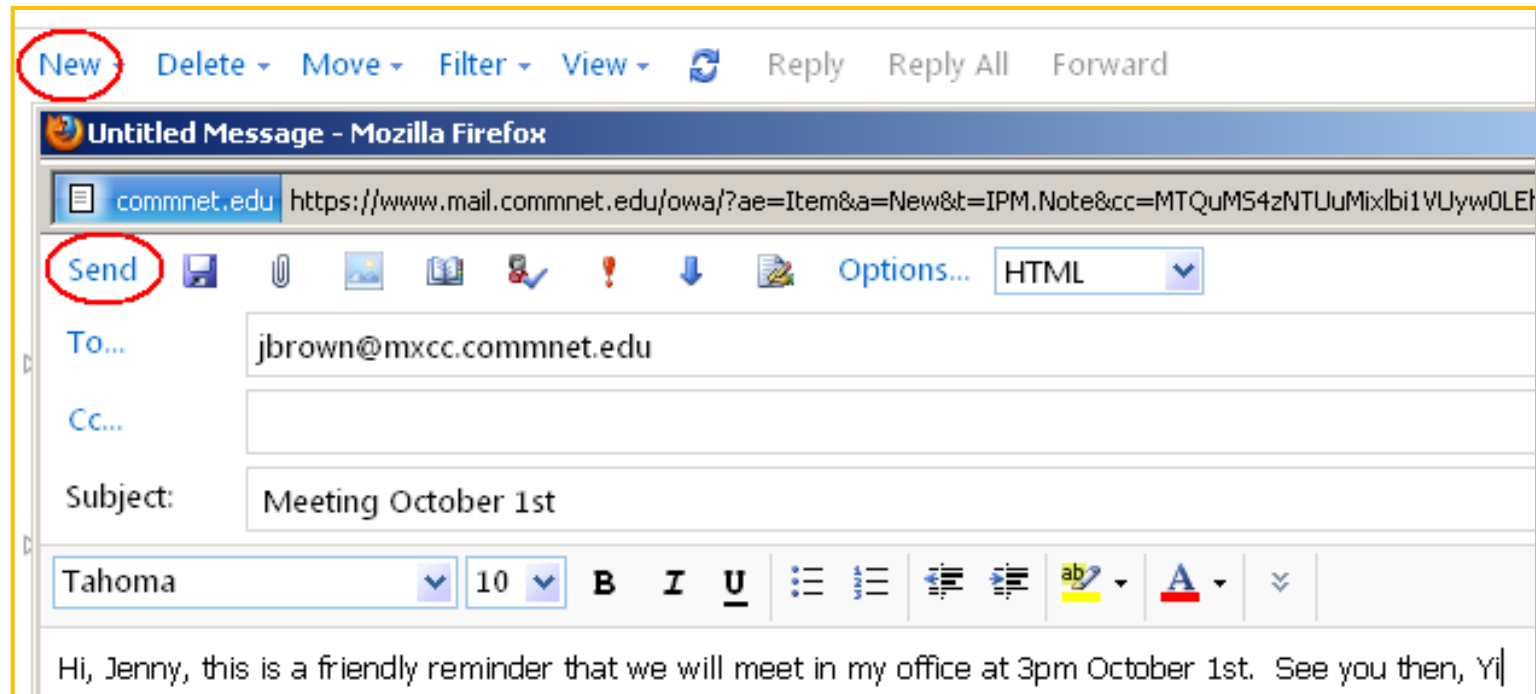 New Delete Move Filter View Reply Reply All Forward
Untitled Message - Mozilla Firefox
commnet.edu https://www.mail.commnet.edu/owa/?ae=Item&a=New&t=IPM.Note&cc=
Send Options... HTML
To... jbrown@mxcc.commnet.edu
Cc...
Subject: Meeting October 1st
Tahoma 10 B I U ab A
Hi, Jenny, this is a friendly reminder that we will meet in my office at 3pm October 1st. See you then, Yi